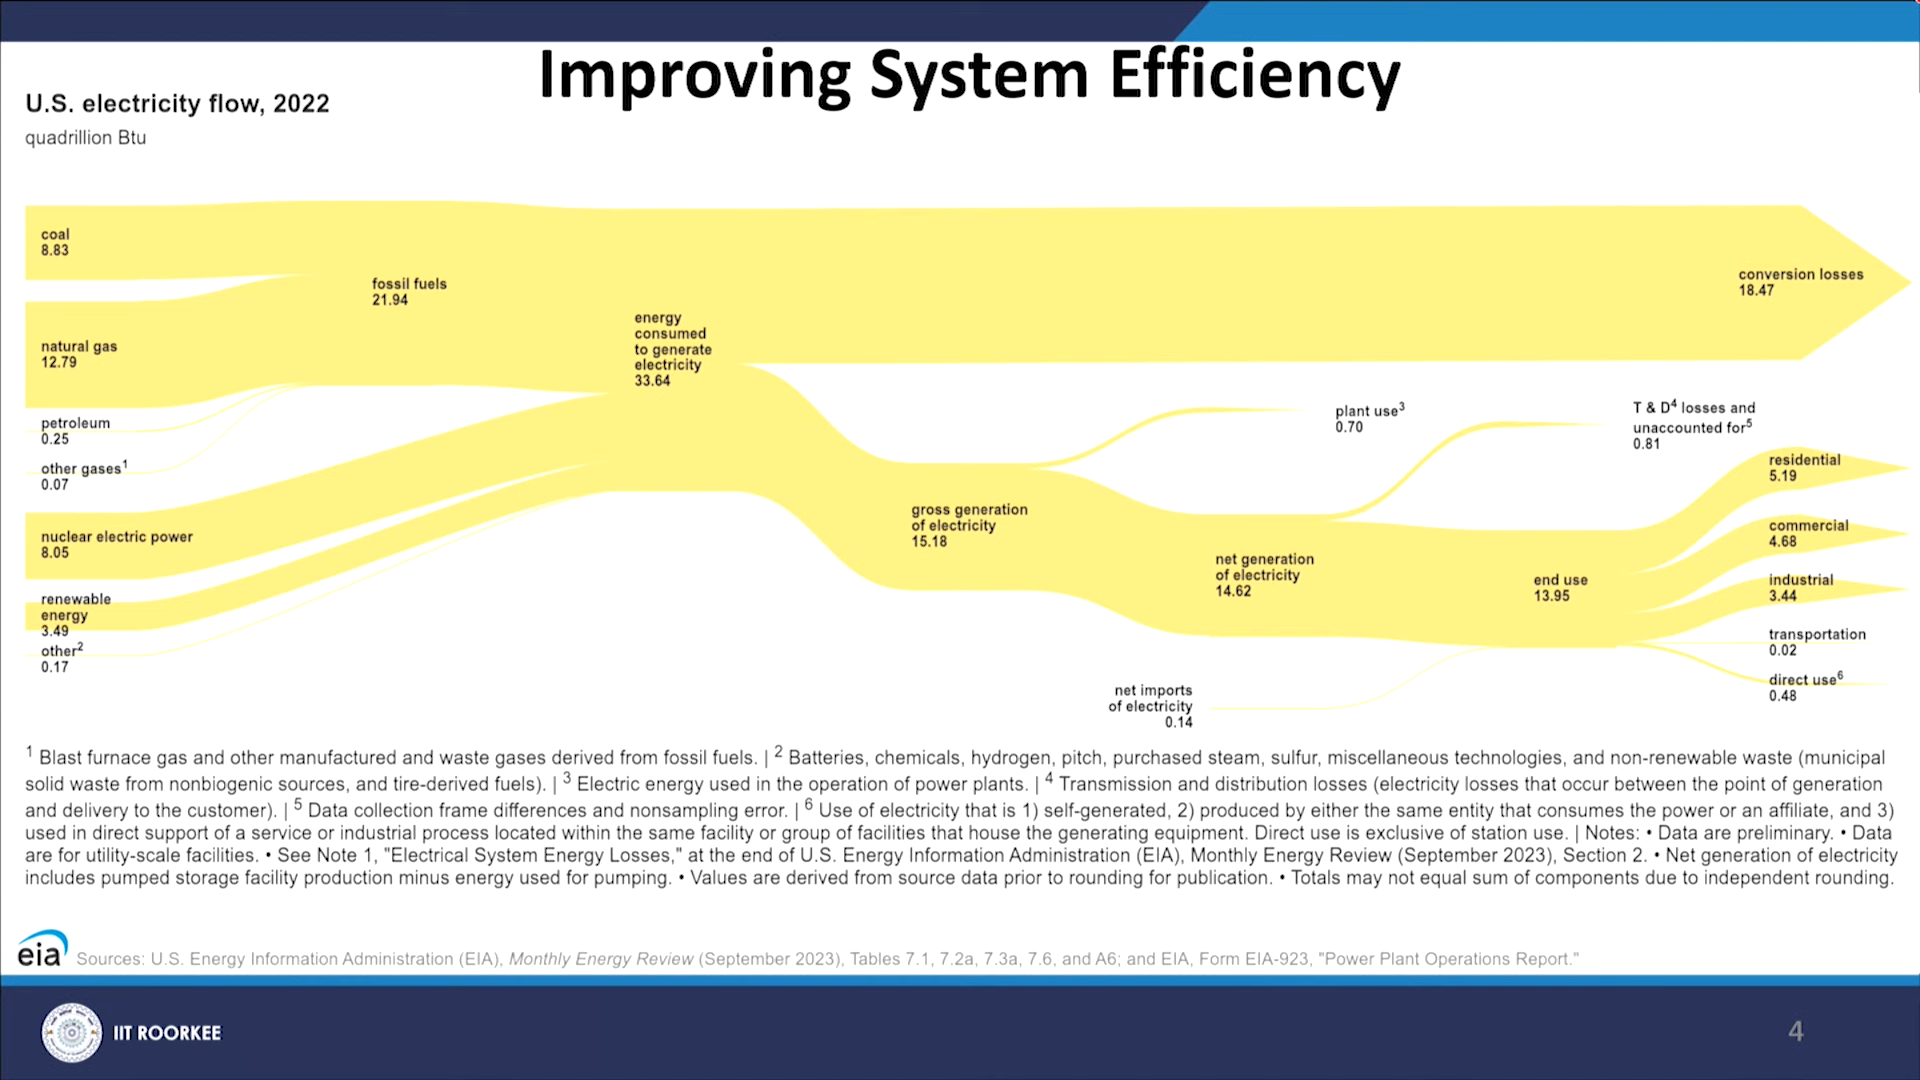 Improving System Efficiency
U.S. electricity flow, 2022
quadrillion Btu
coal
8.83
natural gas
12.79
petroleum
0.25
other gases¹
0.07
nuclear electric power
8.05
renewable
energy
3.49
other²
0.17
fossil fuels
21.94
energy
consumed
to generate
electricity
33.64
conversion losses
18.47
gross generation
of electricity
15.18
plant use³
0.70
net generation
of electricity
14.62
T & D⁴ losses and
unaccounted for⁵
0.81
net imports
of electricity
0.14
end use
13.95
residential
5.19
commercial
4.68
industrial
3.44
transportation
0.02
direct use⁶
0.48
¹ Blast furnace gas and other manufactured and waste gases derived from fossil fuels. | ² Batteries, chemicals, hydrogen, pitch, purchased steam, sulfur, miscellaneous technologies, and non-renewable waste (municipal
solid waste from nonbiogenic sources, and tire-derived fuels). | ³ Electric energy used in the operation of power plants. | ⁴ Transmission and distribution losses (electricity losses that occur between the point of generation
and delivery to the customer). | ⁵ Data collection frame differences and nonsampling error. | ⁶ Use of electricity that is 1) self-generated, 2) produced by either the same entity that consumes the power or an affiliate, and 3)
used in direct support of a service or industrial process located within the same facility or group of facilities that house the generating equipment. Direct use is exclusive of station use. | Notes: • Data are preliminary. • Data
are for utility-scale facilities. • See Note 1, "Electrical System Energy Losses," at the end of U.S. Energy Information Administration (EIA), Monthly Energy Review (September 2023), Section 2. • Net generation of electricity
includes pumped storage facility production minus energy used for pumping. • Values are derived from source data prior to rounding for publication. • Totals may not equal sum of components due to independent rounding.
eia
Sources: U.S. Energy Information Administration (EIA), Monthly Energy Review (September 2023), Tables 7.1, 7.2a, 7.3a, 7.6, and A6; and EIA, Form EIA-923, "Power Plant Operations Report."
IIT ROORKEE
4